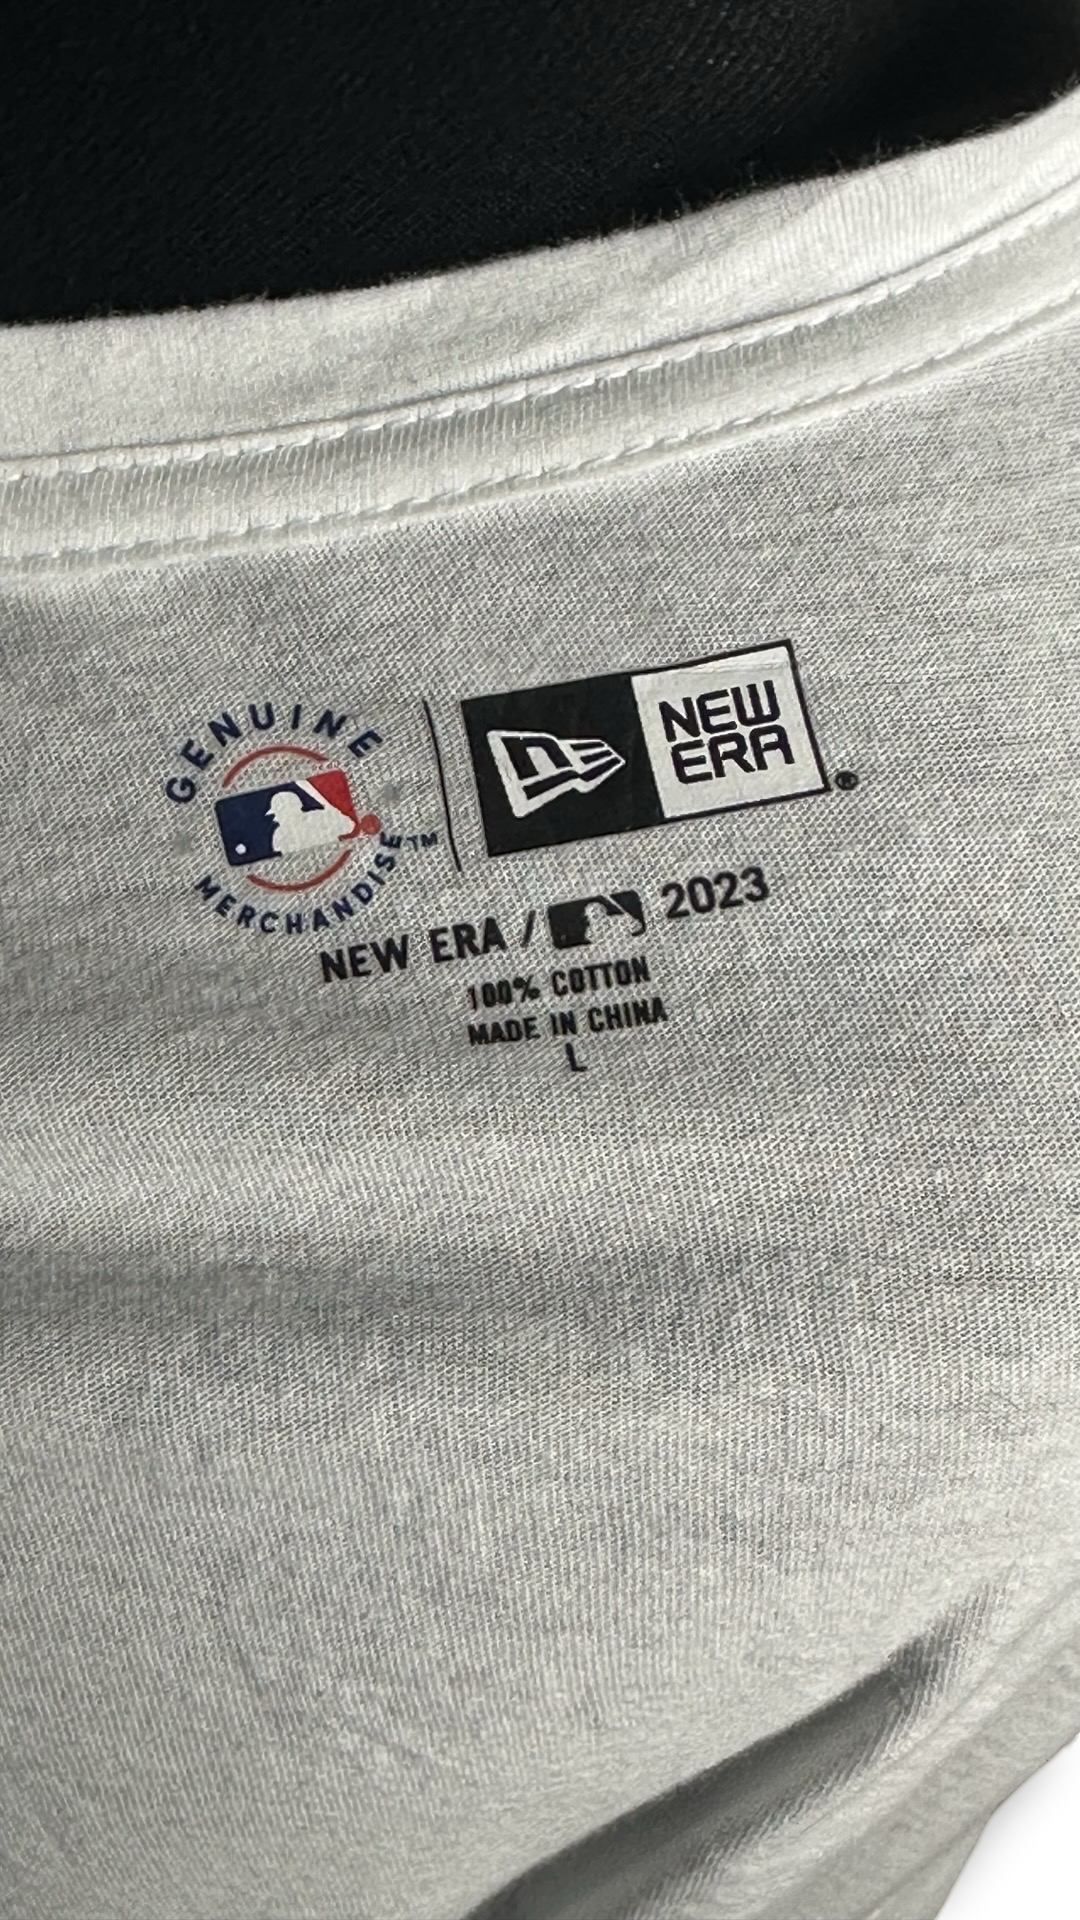 GENUINE
MERCHANDISE™
NEW
ERA®
NEW ERA / 2023
100% COTTON
MADE IN CHINA
L